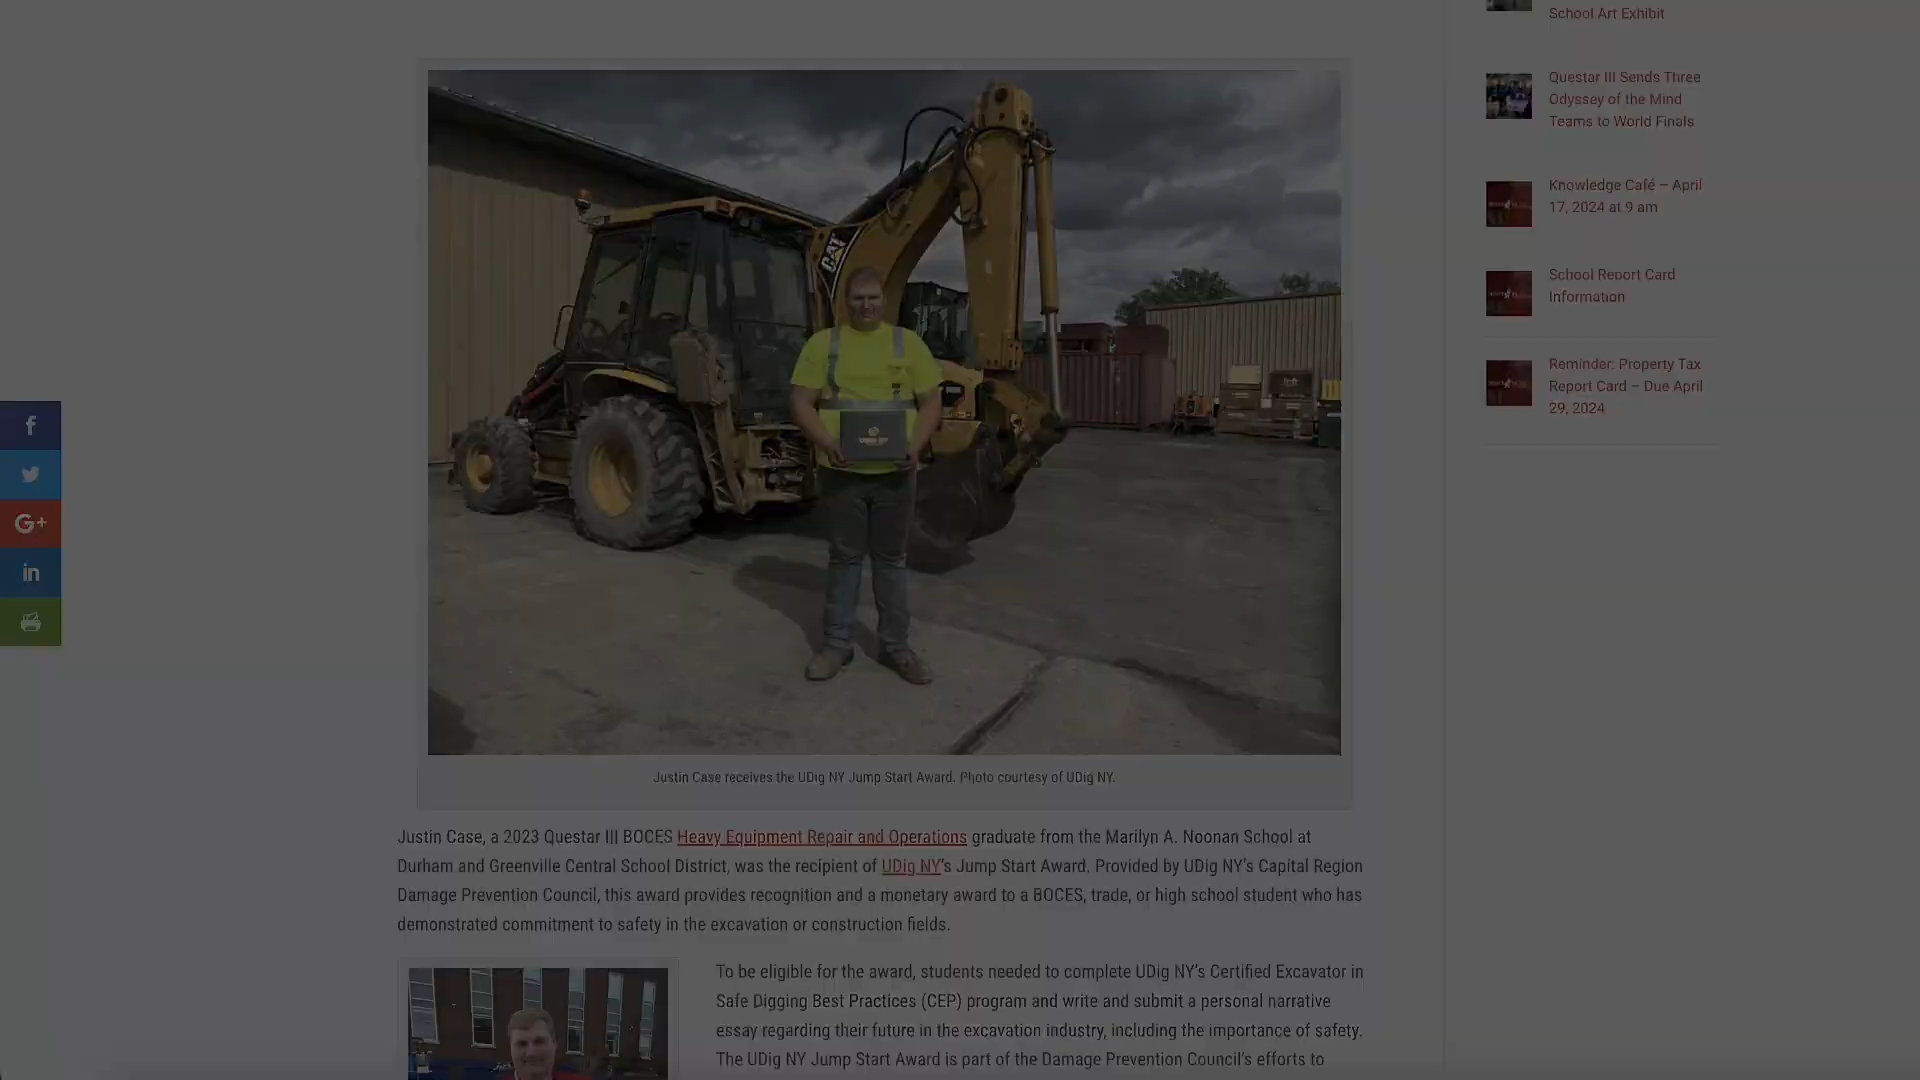 School Art Exhibit
Questar III Sends Three
Odyssey of the Mind
Teams to World Finals
Knowledge Café – April
17, 2024 at 9 am
School Report Card
Information
Reminder: Property Tax
Report Card – Due April
29, 2024
CAT
UDIG NY
f
G+
in
Justin Case receives the UDig NY Jump Start Award. Photo courtesy of UDig NY.
Justin Case, a 2023 Questar III BOCES Heavy Equipment Repair and Operations graduate from the Marilyn A. Noonan School at
Durham and Greenville Central School District, was the recipient of UDig NY’s Jump Start Award. Provided by UDig NY’s Capital Region
Damage Prevention Council, this award provides recognition and a monetary award to a BOCES, trade, or high school student who has
demonstrated commitment to safety in the excavation or construction fields.
To be eligible for the award, students needed to complete UDig NY’s Certified Excavator in
Safe Digging Best Practices (CEP) program and write and submit a personal narrative
essay regarding their future in the excavation industry, including the importance of safety.
The UDig NY Jump Start Award is part of the Damage Prevention Council’s efforts to